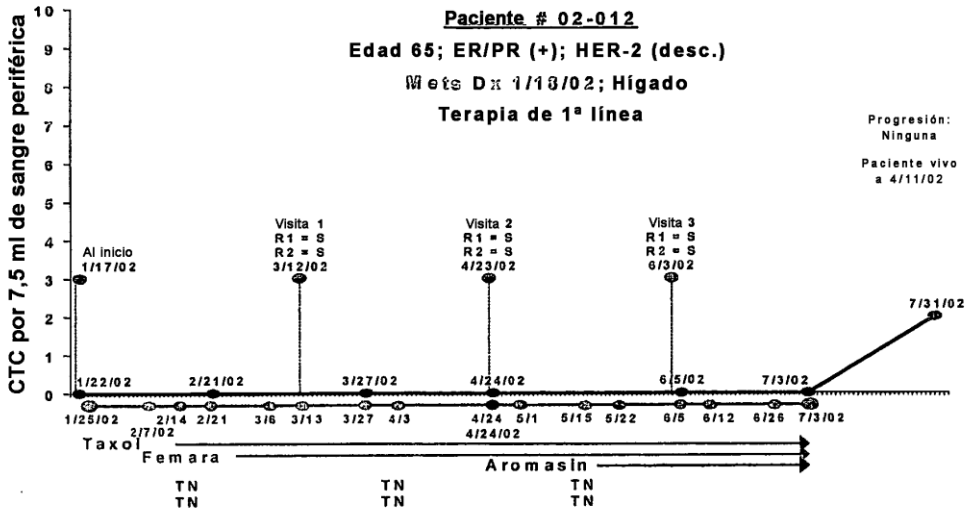 Paciente # 02-012
Edad 65; ER/PR (+); HER-2 (desc.)
Mets Dx 1/18/02; Hígado
Terapia de 1ª línea
Progresión:
Ninguna
Paciente vivo
a 4/11/02
CTC por 7,5 ml de sangre periférica
10
9
8
7
6
5
4
3
2
1
0
Al inicio
1/17/02
Visita 1
R1 = S
R2 = S
3/12/02
Visita 2
R1 = S
R2 = S
4/23/02
Visita 3
R1 = S
R2 = S
6/3/02
7/31/02
1/22/02 2/21/02 3/27/02 4/24/02 6/5/02 7/3/02
1/25/02 2/14 2/21 3/6 3/13 3/27 4/3 4/24 5/1 5/15 5/22 6/5 6/12 6/26 7/3/02
2/7/02 4/24/02
Taxol
Femara
Aromasin
TN TN TN
TN TN TN